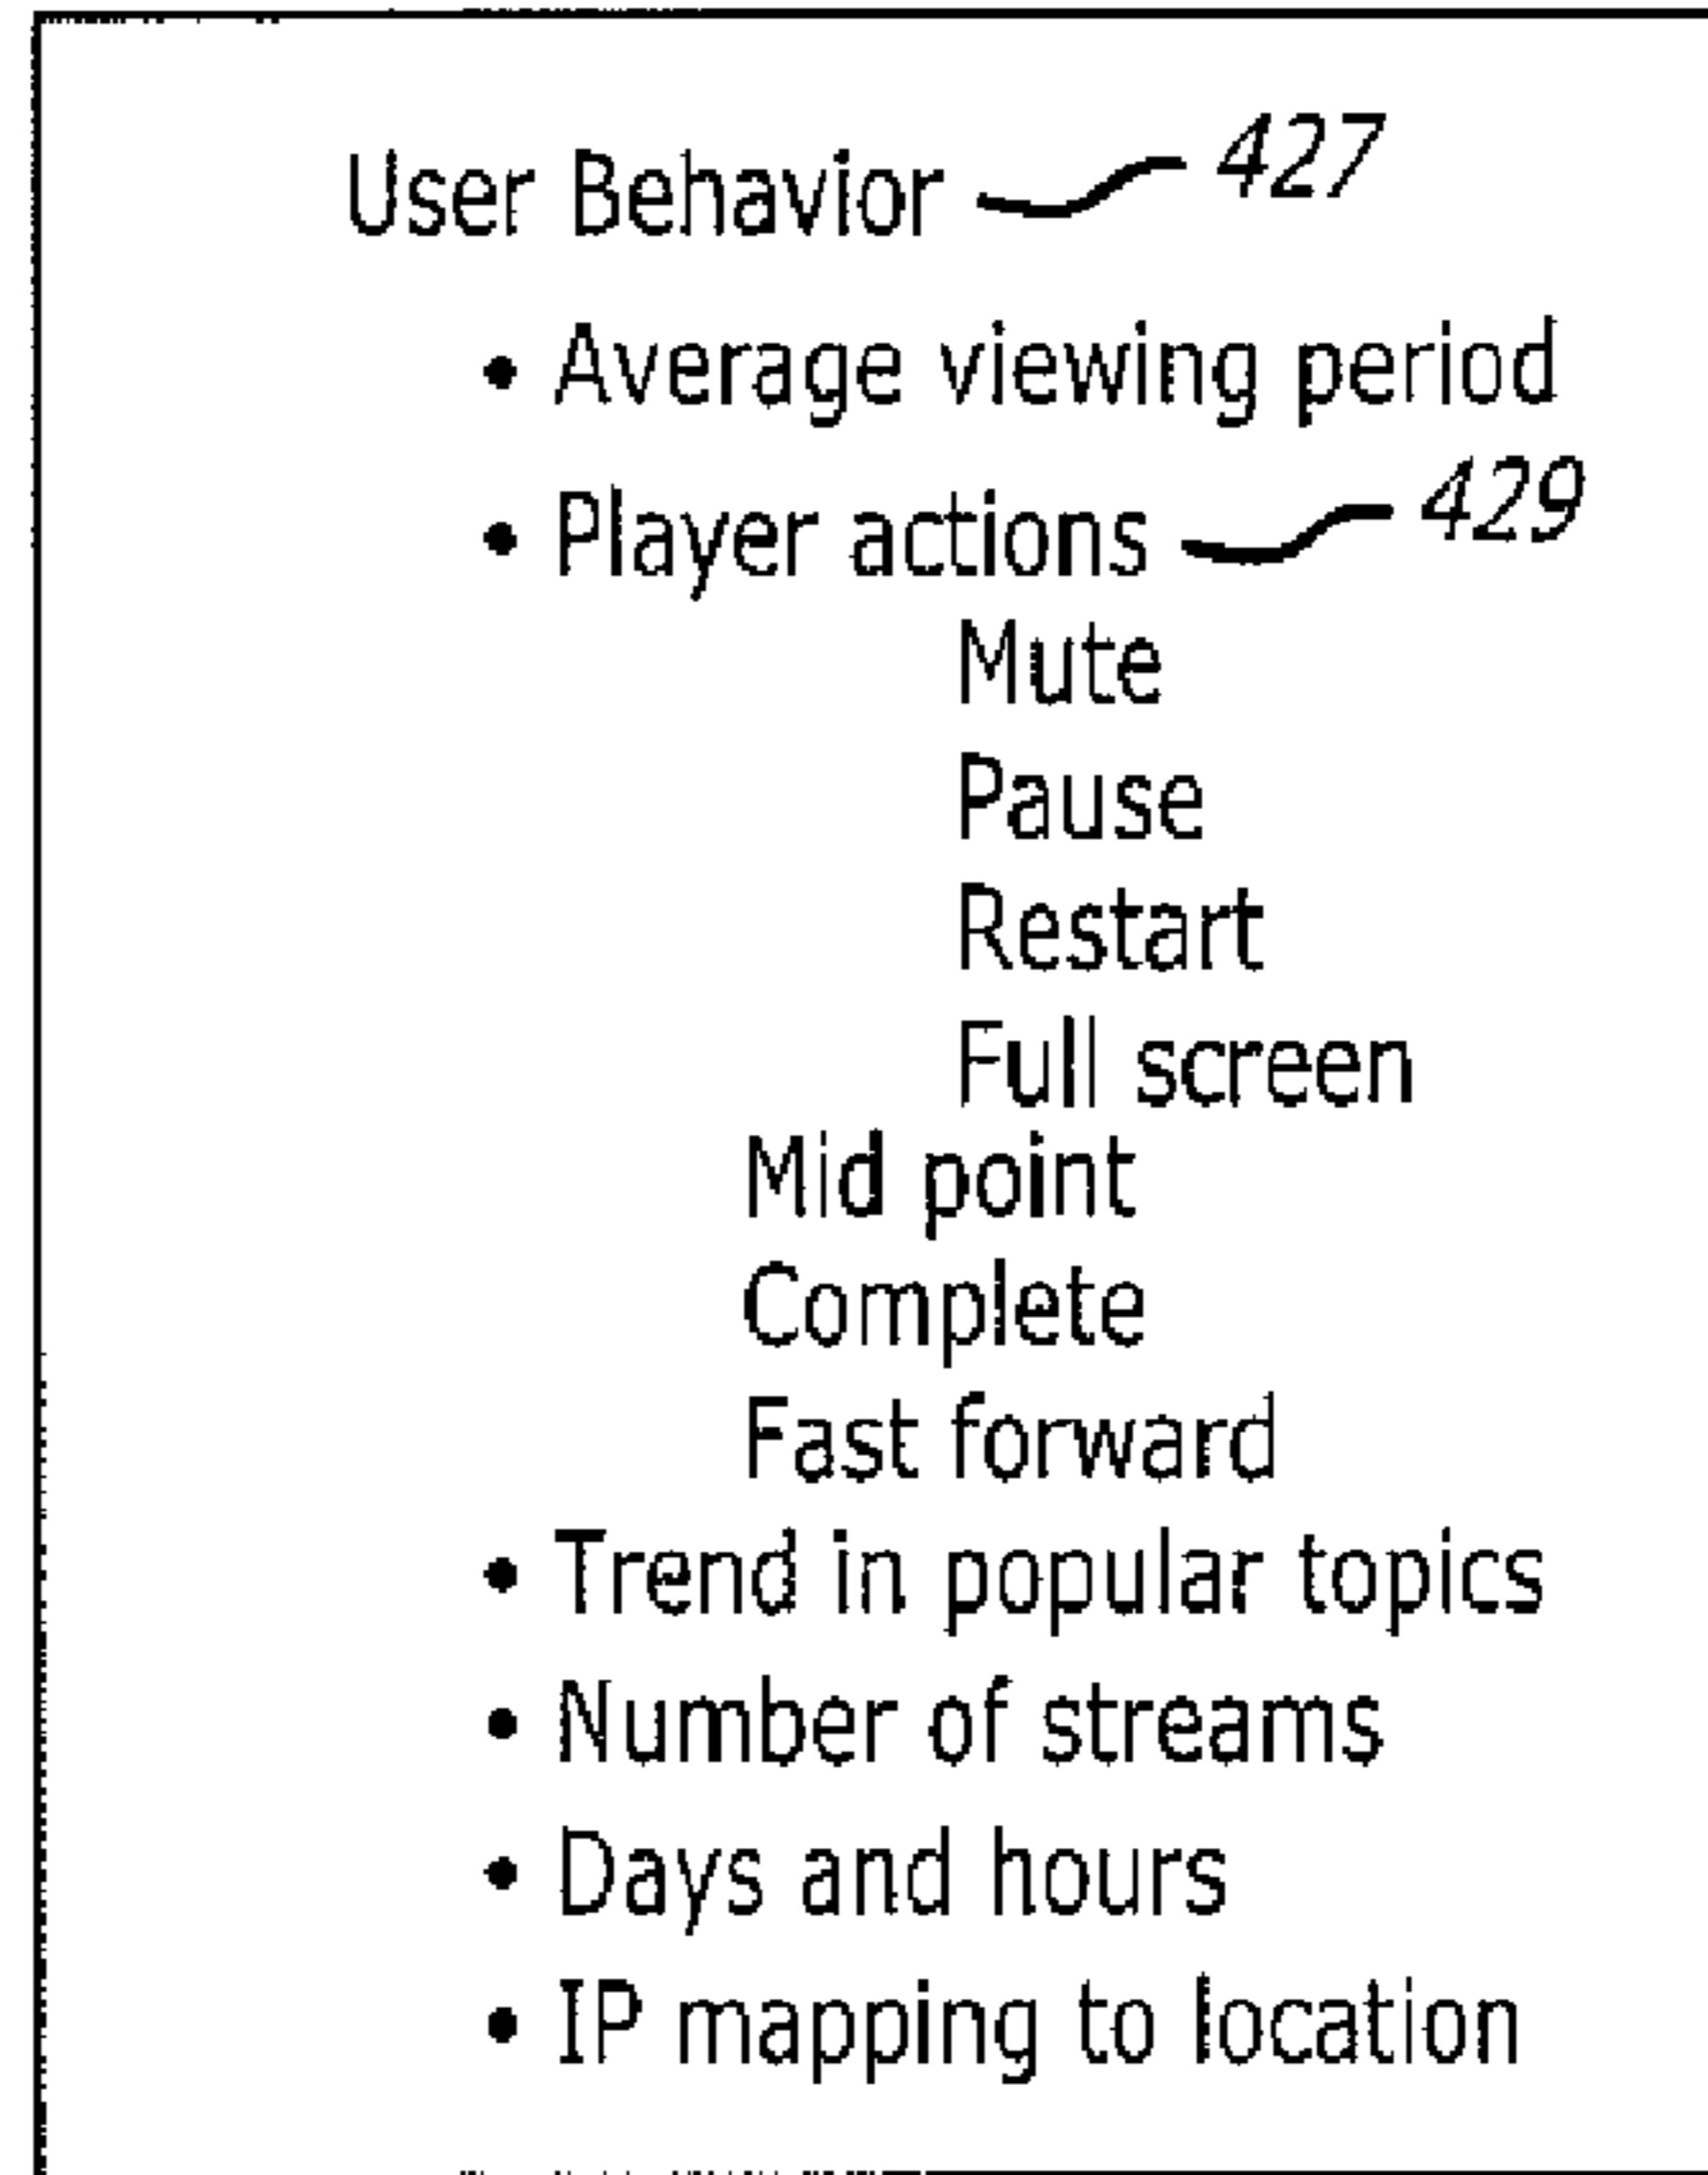 User Behavior 427
• Average viewing period
• Player actions 429
Mute
Pause
Restart
Full screen
Mid point
Complete
Fast forward
• Trend in popular topics
• Number of streams
• Days and hours
• IP mapping to location